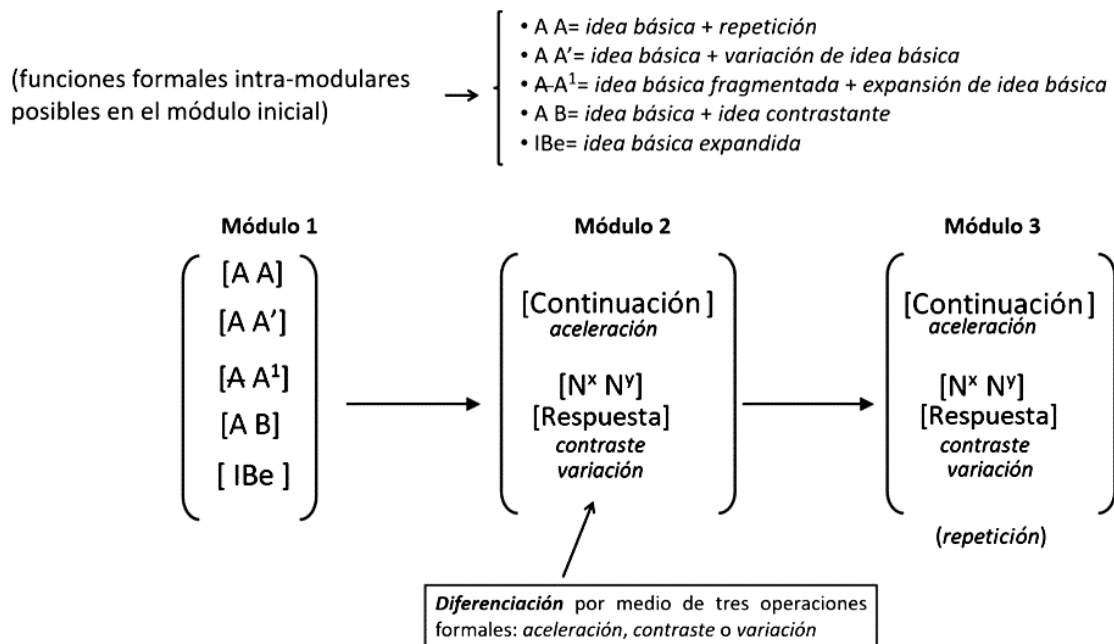 (funciones formales intra-modulares
posibles en el módulo inicial)
• A A= idea básica + repetición
• A A’= idea básica + variación de idea básica
• A A¹= idea básica fragmentada + expansión de idea básica
• A B= idea básica + idea contrastante
• IBe= idea básica expandida
Módulo 1
[A A]
[A A’]
[A A¹]
[A B]
[ IBe ]
Módulo 2
[Continuación]
aceleración
[Nˣ Nʸ]
[Respuesta]
contraste
variación
Módulo 3
[Continuación]
aceleración
[Nˣ Nʸ]
[Respuesta]
contraste
variación
(repetición)
Diferenciación por medio de tres operaciones
formales: aceleración, contraste o variación